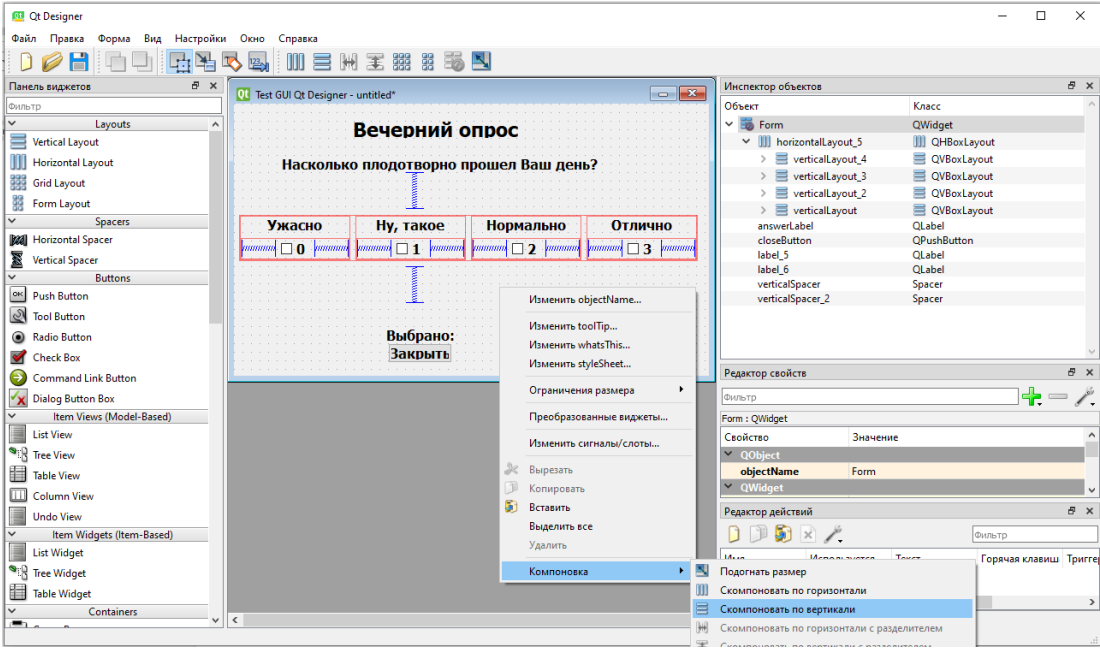 Qt Designer
Файл Правка Форма Вид Настройки Окно Справка
Панель виджетов
Фильтр
Layouts
Vertical Layout
Horizontal Layout
Grid Layout
Form Layout
Spacers
Horizontal Spacer
Vertical Spacer
Buttons
Push Button
Tool Button
Radio Button
Check Box
Command Link Button
Dialog Button Box
Item Views (Model-Based)
List View
Tree View
Table View
Column View
Undo View
Item Widgets (Item-Based)
List Widget
Tree Widget
Table Widget
Containers
Test GUI Qt Designer - untitled*
Вечерний опрос
Насколько плодотворно прошел Ваш день?
Ужасно Ну, такое Нормально Отлично
0 1 2 3
Выбрано:
Закрыть
Изменить objectName...
Изменить toolTip...
Изменить whatsThis...
Изменить styleSheet...
Ограничения размера
Преобразованные виджеты...
Изменить сигналы/слоты...
Вырезать
Копировать
Вставить
Выделить все
Удалить
Компоновка
Подогнать размер
Скомпоновать по горизонтали
Скомпоновать по вертикали
Скомпоновать по горизонтали с разделителем
Скомпоновать по вертикали с разделителем
Инспектор объектов
Объект Класс
Form QWidget
horizontalLayout_5 QHBoxLayout
verticalLayout_4 QVBoxLayout
verticalLayout_3 QVBoxLayout
verticalLayout_2 QVBoxLayout
verticalLayout QVBoxLayout
answerLabel QLabel
closeButton QPushButton
label_5 QLabel
label_6 QLabel
verticalSpacer Spacer
verticalSpacer_2 Spacer
Редактор свойств
Фильтр
Form : QWidget
Свойство Значение
QObject
objectName Form
QWidget
Редактор действий
Фильтр
Имя Используется Текст Горячая клавиш Тригге